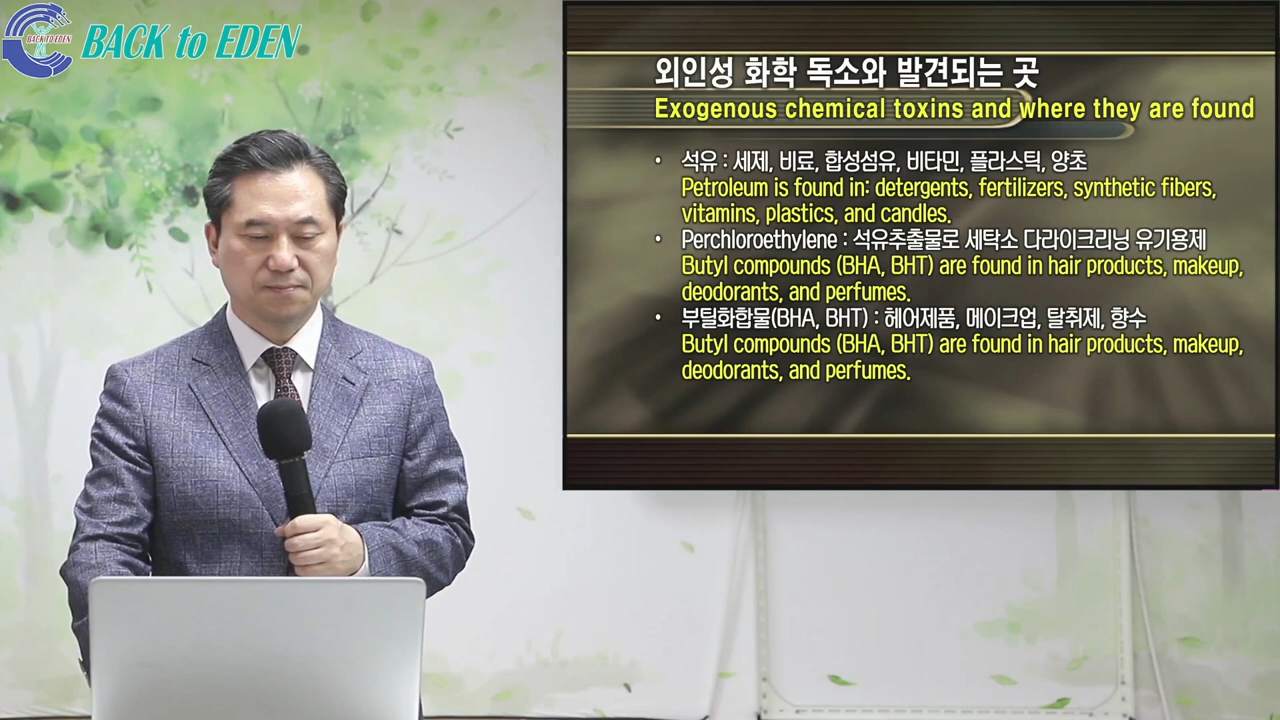 BACK TO EDEN
BACK to EDEN
외인성 화학 독소와 발견되는 곳
Exogenous chemical toxins and where they are found
• 석유 : 세제, 비료, 합성섬유, 비타민, 플라스틱, 양초
Petroleum is found in: detergents, fertilizers, synthetic fibers,
vitamins, plastics, and candles.
• Perchloroethylene : 석유추출물로 세탁소 다라이크리닝 유기용제
Butyl compounds (BHA, BHT) are found in hair products, makeup,
deodorants, and perfumes.
• 부틸화합물(BHA, BHT) : 헤어제품, 메이크업, 탈취제, 향수
Butyl compounds (BHA, BHT) are found in hair products, makeup,
deodorants, and perfumes.